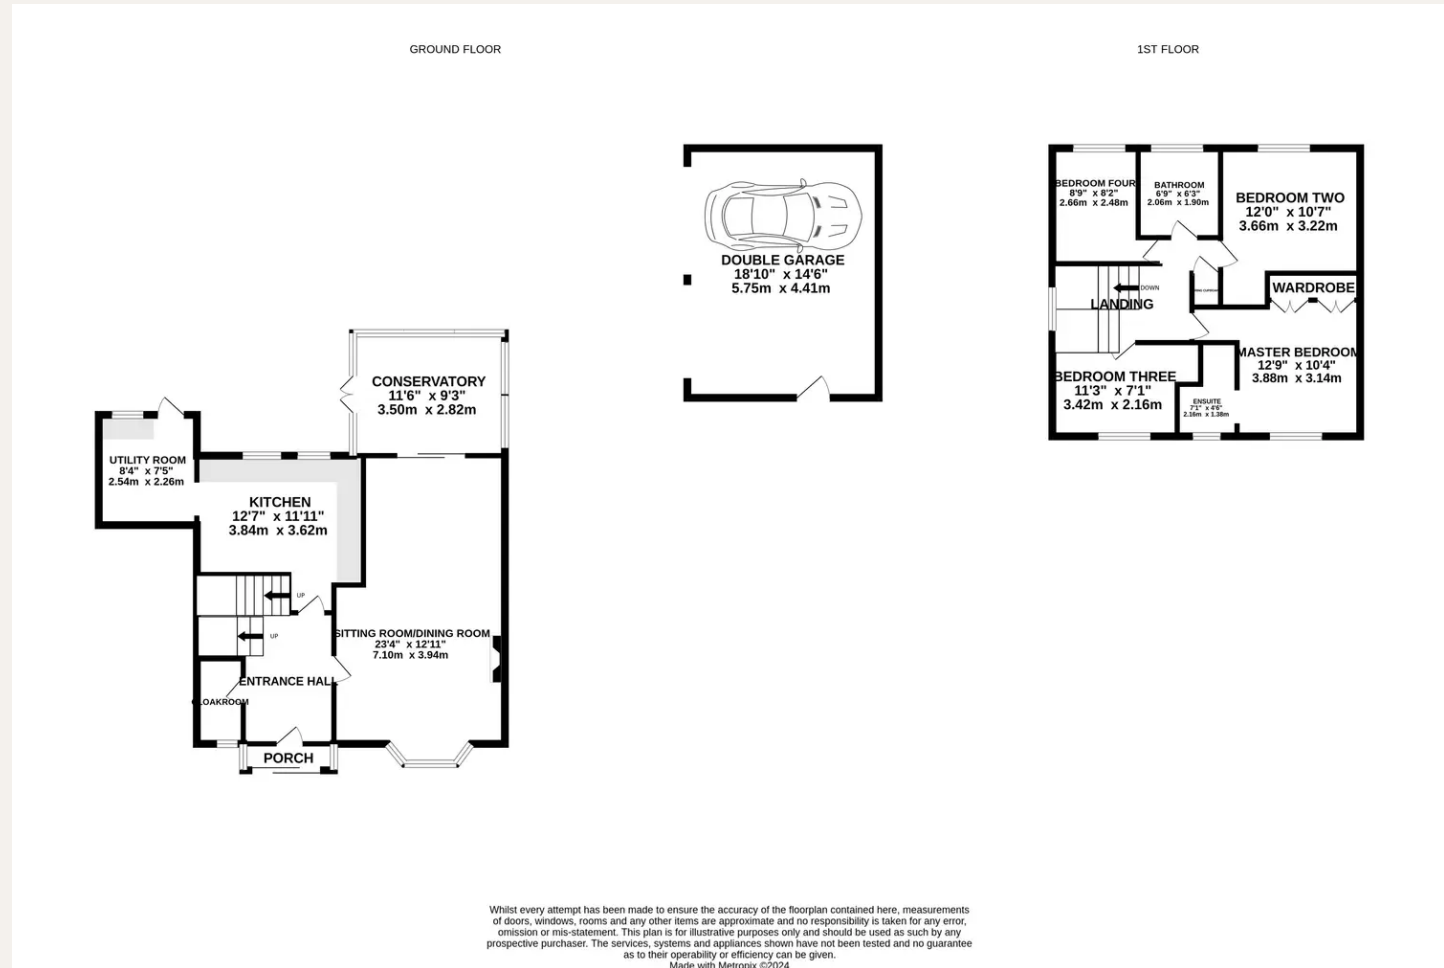 GROUND FLOOR
1ST FLOOR
BEDROOM FOUR
8'9" x 8'2"
2.66m x 2.48m
BATHROOM
6'9" x 6'3"
2.06m x 1.90m
BEDROOM TWO
12'0" x 10'7"
3.66m x 3.22m
DOUBLE GARAGE
18'10" x 14'6"
5.75m x 4.41m
DOWN
LANDING
WARDROBE
MASTER BEDROOM
12'9" x 10'4"
3.88m x 3.14m
BEDROOM THREE
11'3" x 7'1"
3.42m x 2.16m
ENSUITE
7'1" x 4'6"
2.16m x 1.38m
CONSERVATORY
11'6" x 9'3"
3.50m x 2.82m
UTILITY ROOM
8'4" x 7'5"
2.54m x 2.26m
KITCHEN
12'7" x 11'11"
3.84m x 3.62m
UP
UP
SITTING ROOM/DINING ROOM
23'4" x 12'11"
7.10m x 3.94m
ENTRANCE HALL
CLOAKROOM
PORCH
Whilst every attempt has been made to ensure the accuracy of the floorplan contained here, measurements
of doors, windows, rooms and any other items are approximate and no responsibility is taken for any error,
omission or mis-statement. This plan is for illustrative purposes only and should be used as such by any
prospective purchaser. The services, systems and appliances shown have not been tested and no guarantee
as to their operability or efficiency can be given.
Made with Metropix ©2024